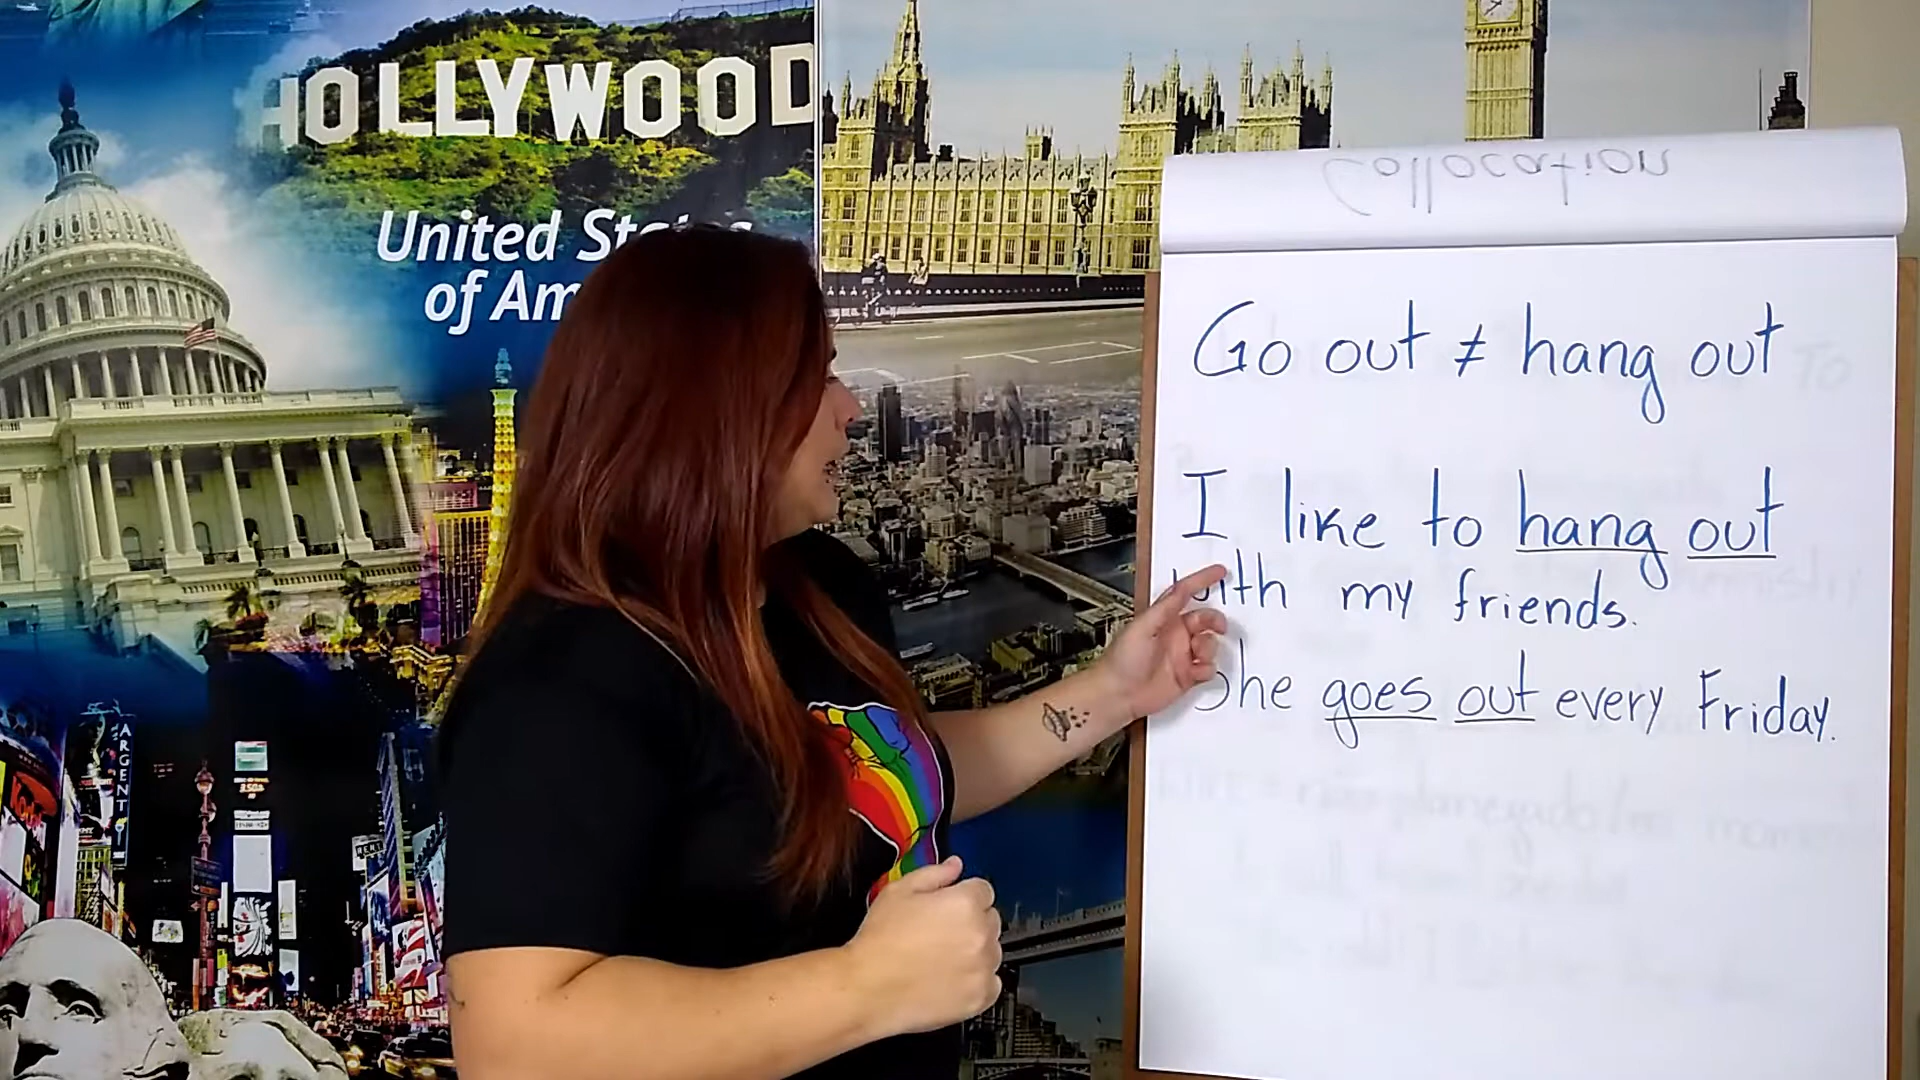 HOLLYWOOD
United States
of Am
ARGENT
Collocation
Go out ≠ hang out
I like to hang out
with my friends.
She goes out every Friday.